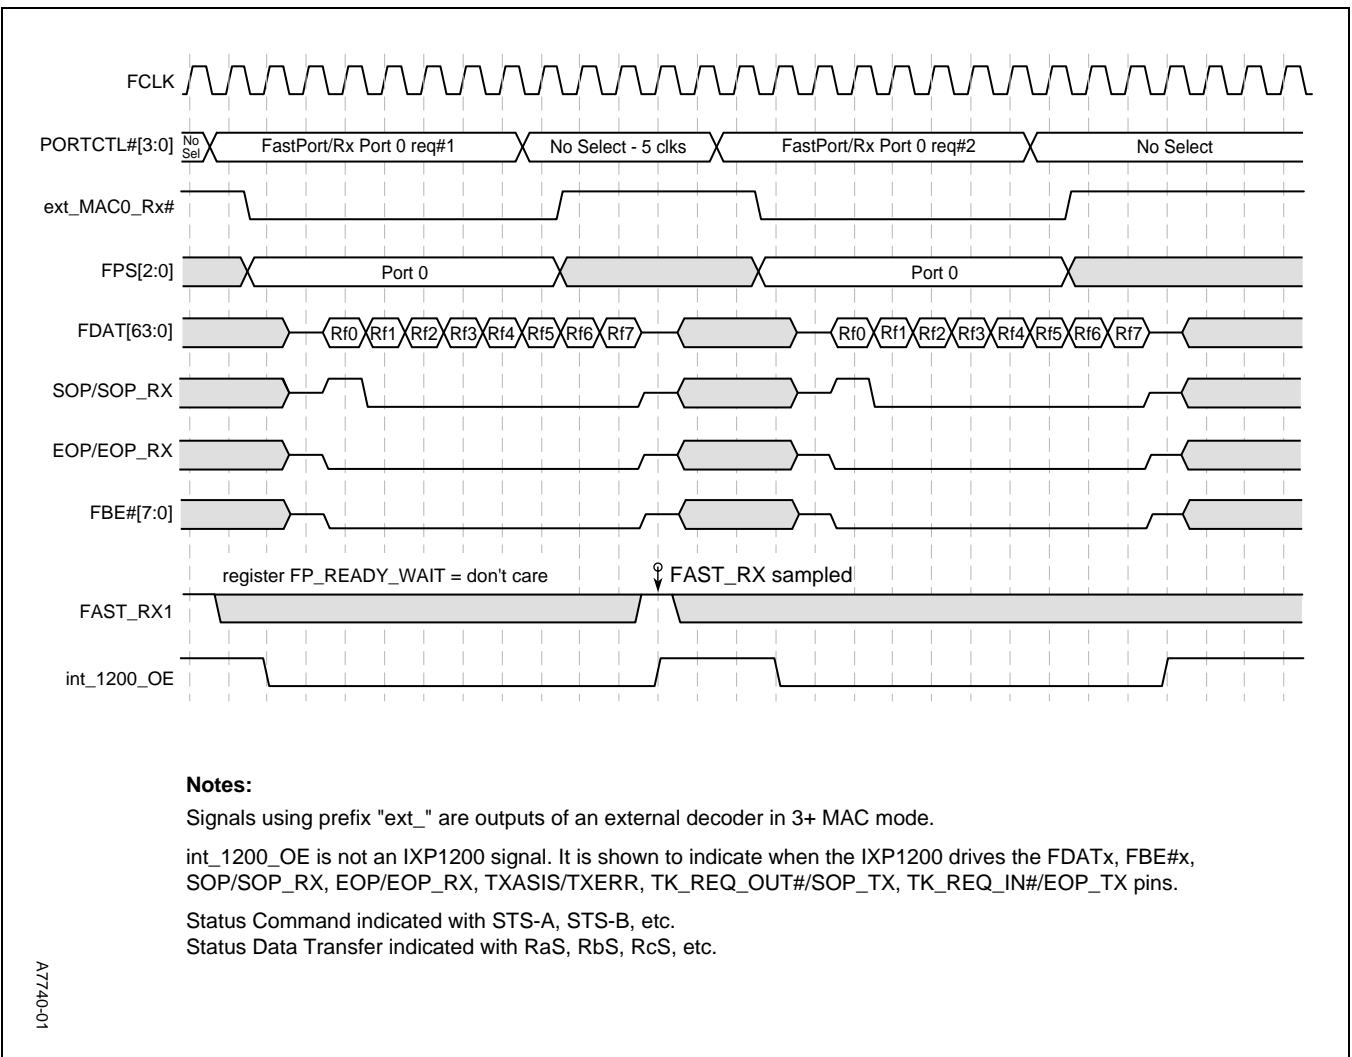 FCLK
PORTCTL#[3:0]
No Sel
FastPort/Rx Port 0 req#1
No Select - 5 clks
FastPort/Rx Port 0 req#2
No Select
ext_MAC0_Rx#
FPS[2:0]
Port 0
Port 0
FDAT[63:0]
Rf0 Rf1 Rf2 Rf3 Rf4 Rf5 Rf6 Rf7
Rf0 Rf1 Rf2 Rf3 Rf4 Rf5 Rf6 Rf7
SOP/SOP_RX
EOP/EOP_RX
FBE#[7:0]
register FP_READY_WAIT = don't care
FAST_RX sampled
FAST_RX1
int_1200_OE
Notes:
Signals using prefix "ext_" are outputs of an external decoder in 3+ MAC mode.
int_1200_OE is not an IXP1200 signal. It is shown to indicate when the IXP1200 drives the FDATx, FBE#x,
SOP/SOP_RX, EOP/EOP_RX, TXASIS/TXERR, TK_REQ_OUT#/SOP_TX, TK_REQ_IN#/EOP_TX pins.
Status Command indicated with STS-A, STS-B, etc.
Status Data Transfer indicated with RaS, RbS, RcS, etc.
A7740-01